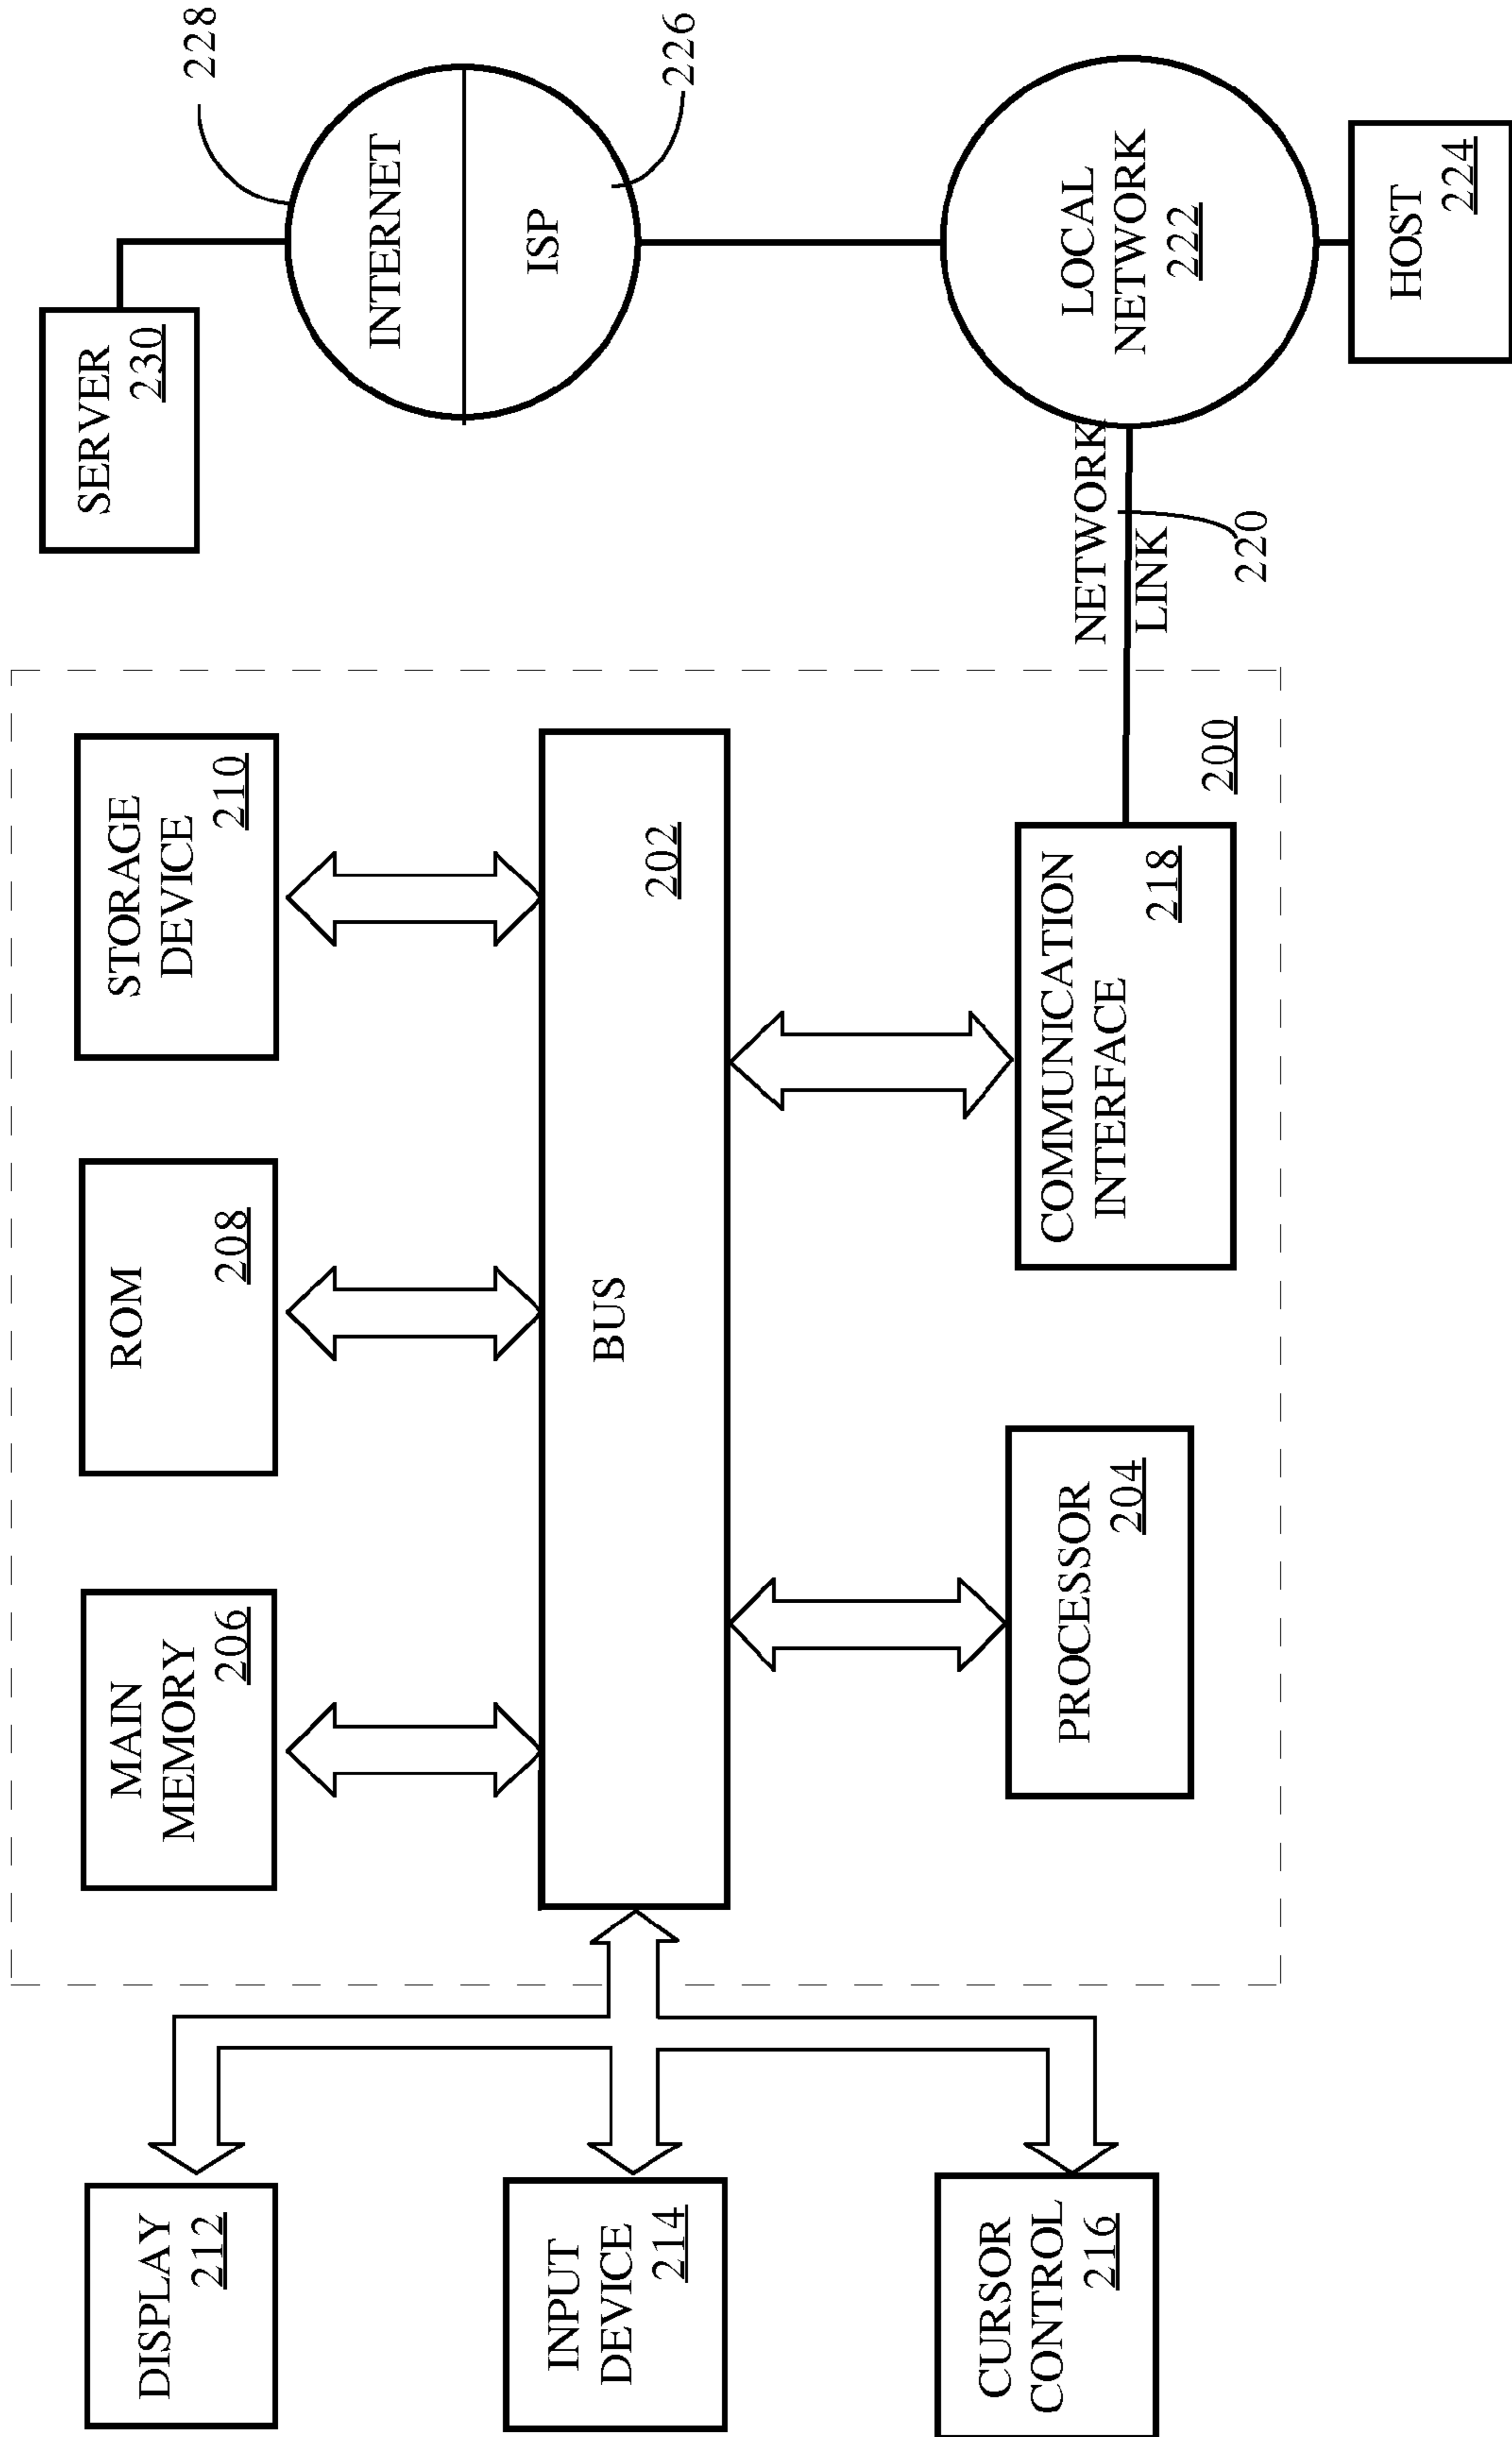 DISPLAY
212
INPUT
DEVICE
214
CURSOR
CONTROL
216
MAIN
MEMORY
206
ROM
208
STORAGE
DEVICE
210
BUS
202
PROCESSOR
204
COMMUNICATION
INTERFACE
218
200
NETWORK
LINK
220
SERVER
230
228
INTERNET
ISP
226
LOCAL
NETWORK
222
HOST
224